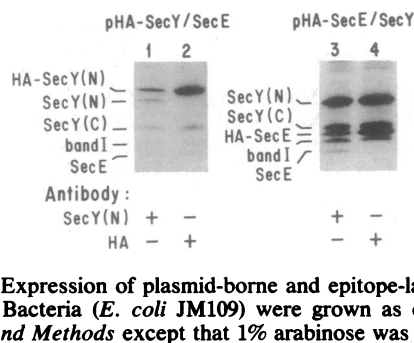 pHA-SecY/SecE pHA-SecE/SecY
1 2 3 4
HA-SecY(N)
SecY(N)
SecY(C)
bandI
SecE
SecY(N)
SecY(C)
HA-SecE
bandI
SecE
Antibody:
SecY(N) + − + −
HA − + − +
Expression of plasmid-borne and epitope-la
Bacteria (E. coli JM109) were grown as
nd Methods except that 1% arabinose was